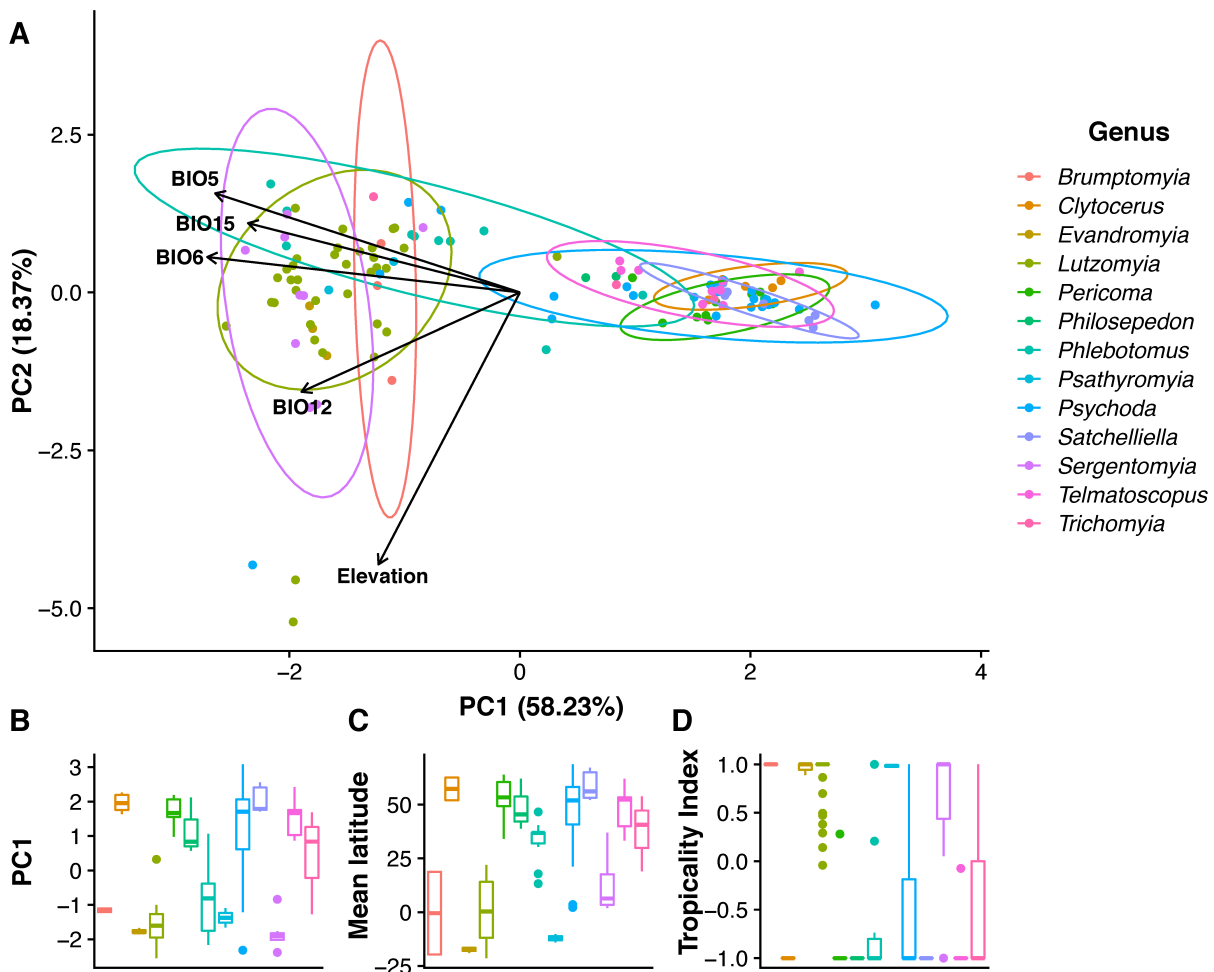 A
2.5
0.0
−2.5
−5.0
PC2 (18.37%)
BIO5
BIO15
BIO6
BIO12
Elevation
−2
0
2
4
PC1 (58.23%)
Genus
Brumptomyia
Clytocerus
Evandromyia
Lutzomyia
Pericoma
Philosepedon
Phlebotomus
Psathyromyia
Psychoda
Satchelliella
Sergentomyia
Telmatoscopus
Trichomyia
B
PC1
3
2
1
0
−1
−2
C
Mean latitude
50
25
0
−25
D
Tropicality Index
1.0
0.5
0.0
−0.5
−1.0